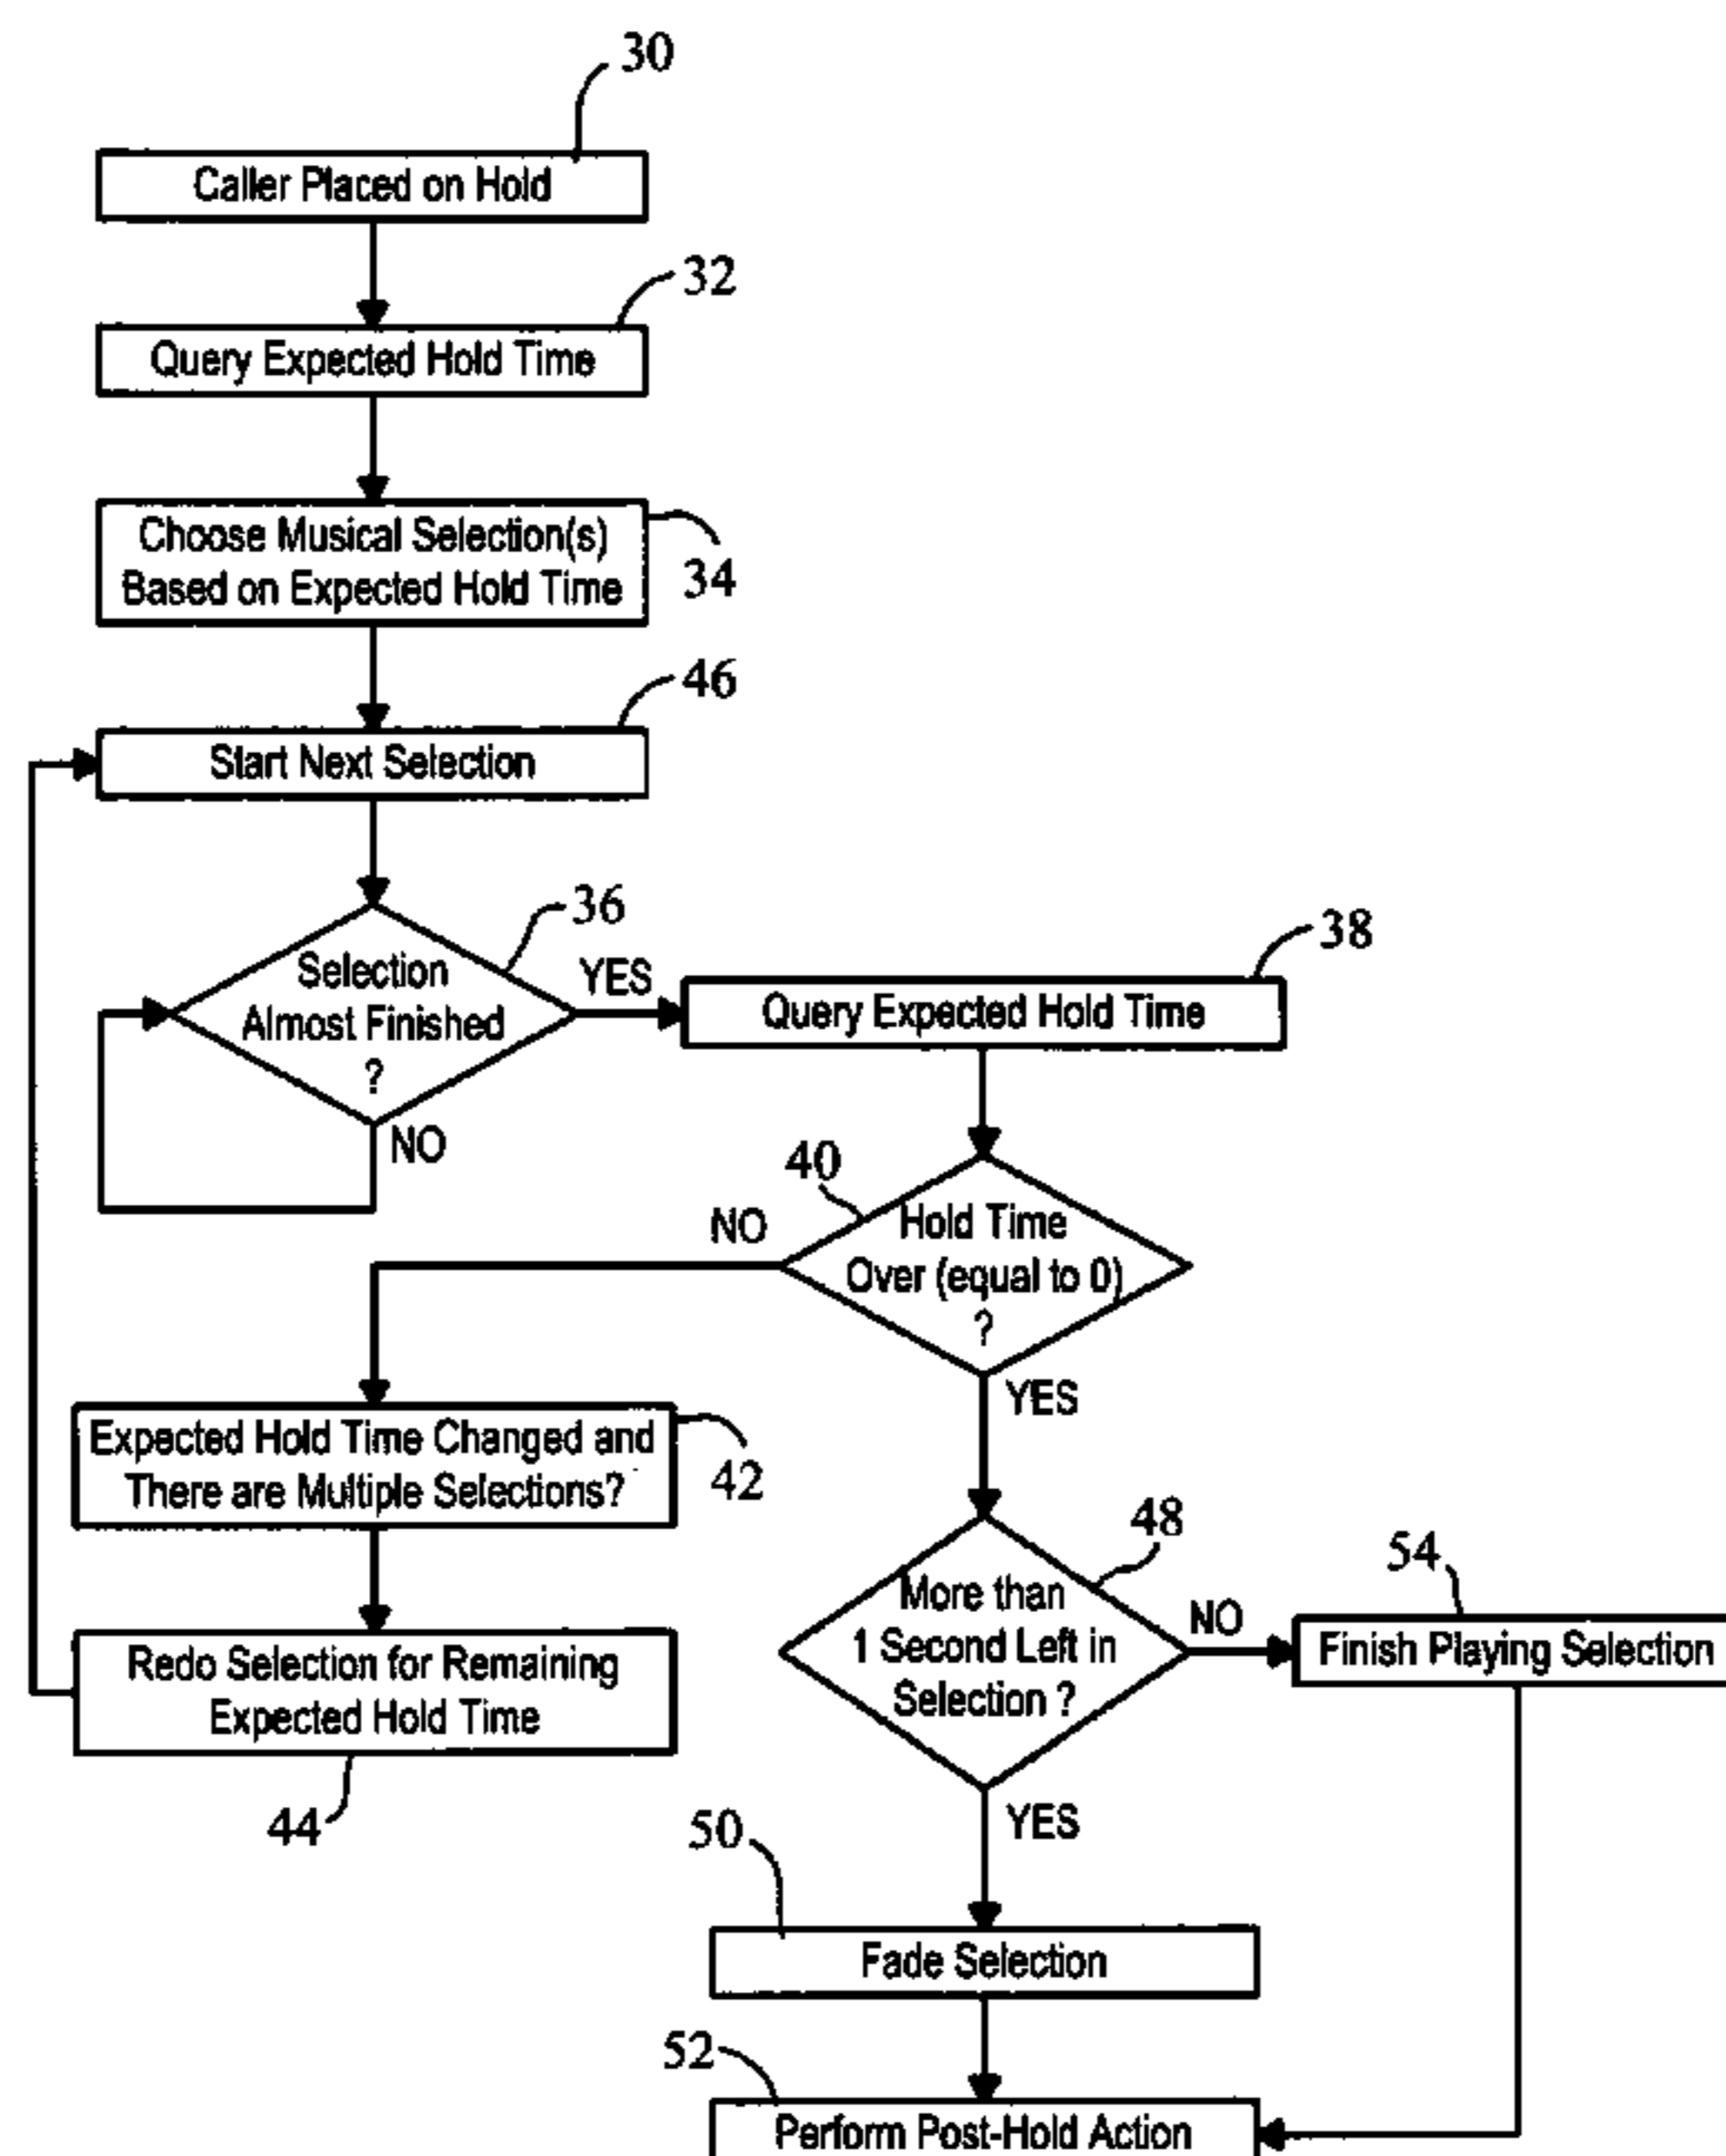 30
Caller Placed on Hold
32
Query Expected Hold Time
Choose Musical Selection(s)
Based on Expected Hold Time
34
46
Start Next Selection
36
Selection
Almost Finished
?
YES
NO
38
Query Expected Hold Time
40
Hold Time
Over (equal to 0)
?
NO
YES
Expected Hold Time Changed and
There are Multiple Selections?
42
Redo Selection for Remaining
Expected Hold Time
44
48
More than
1 Second Left in
Selection ?
NO
54
Finish Playing Selection
YES
50
Fade Selection
52
Perform Post-Hold Action